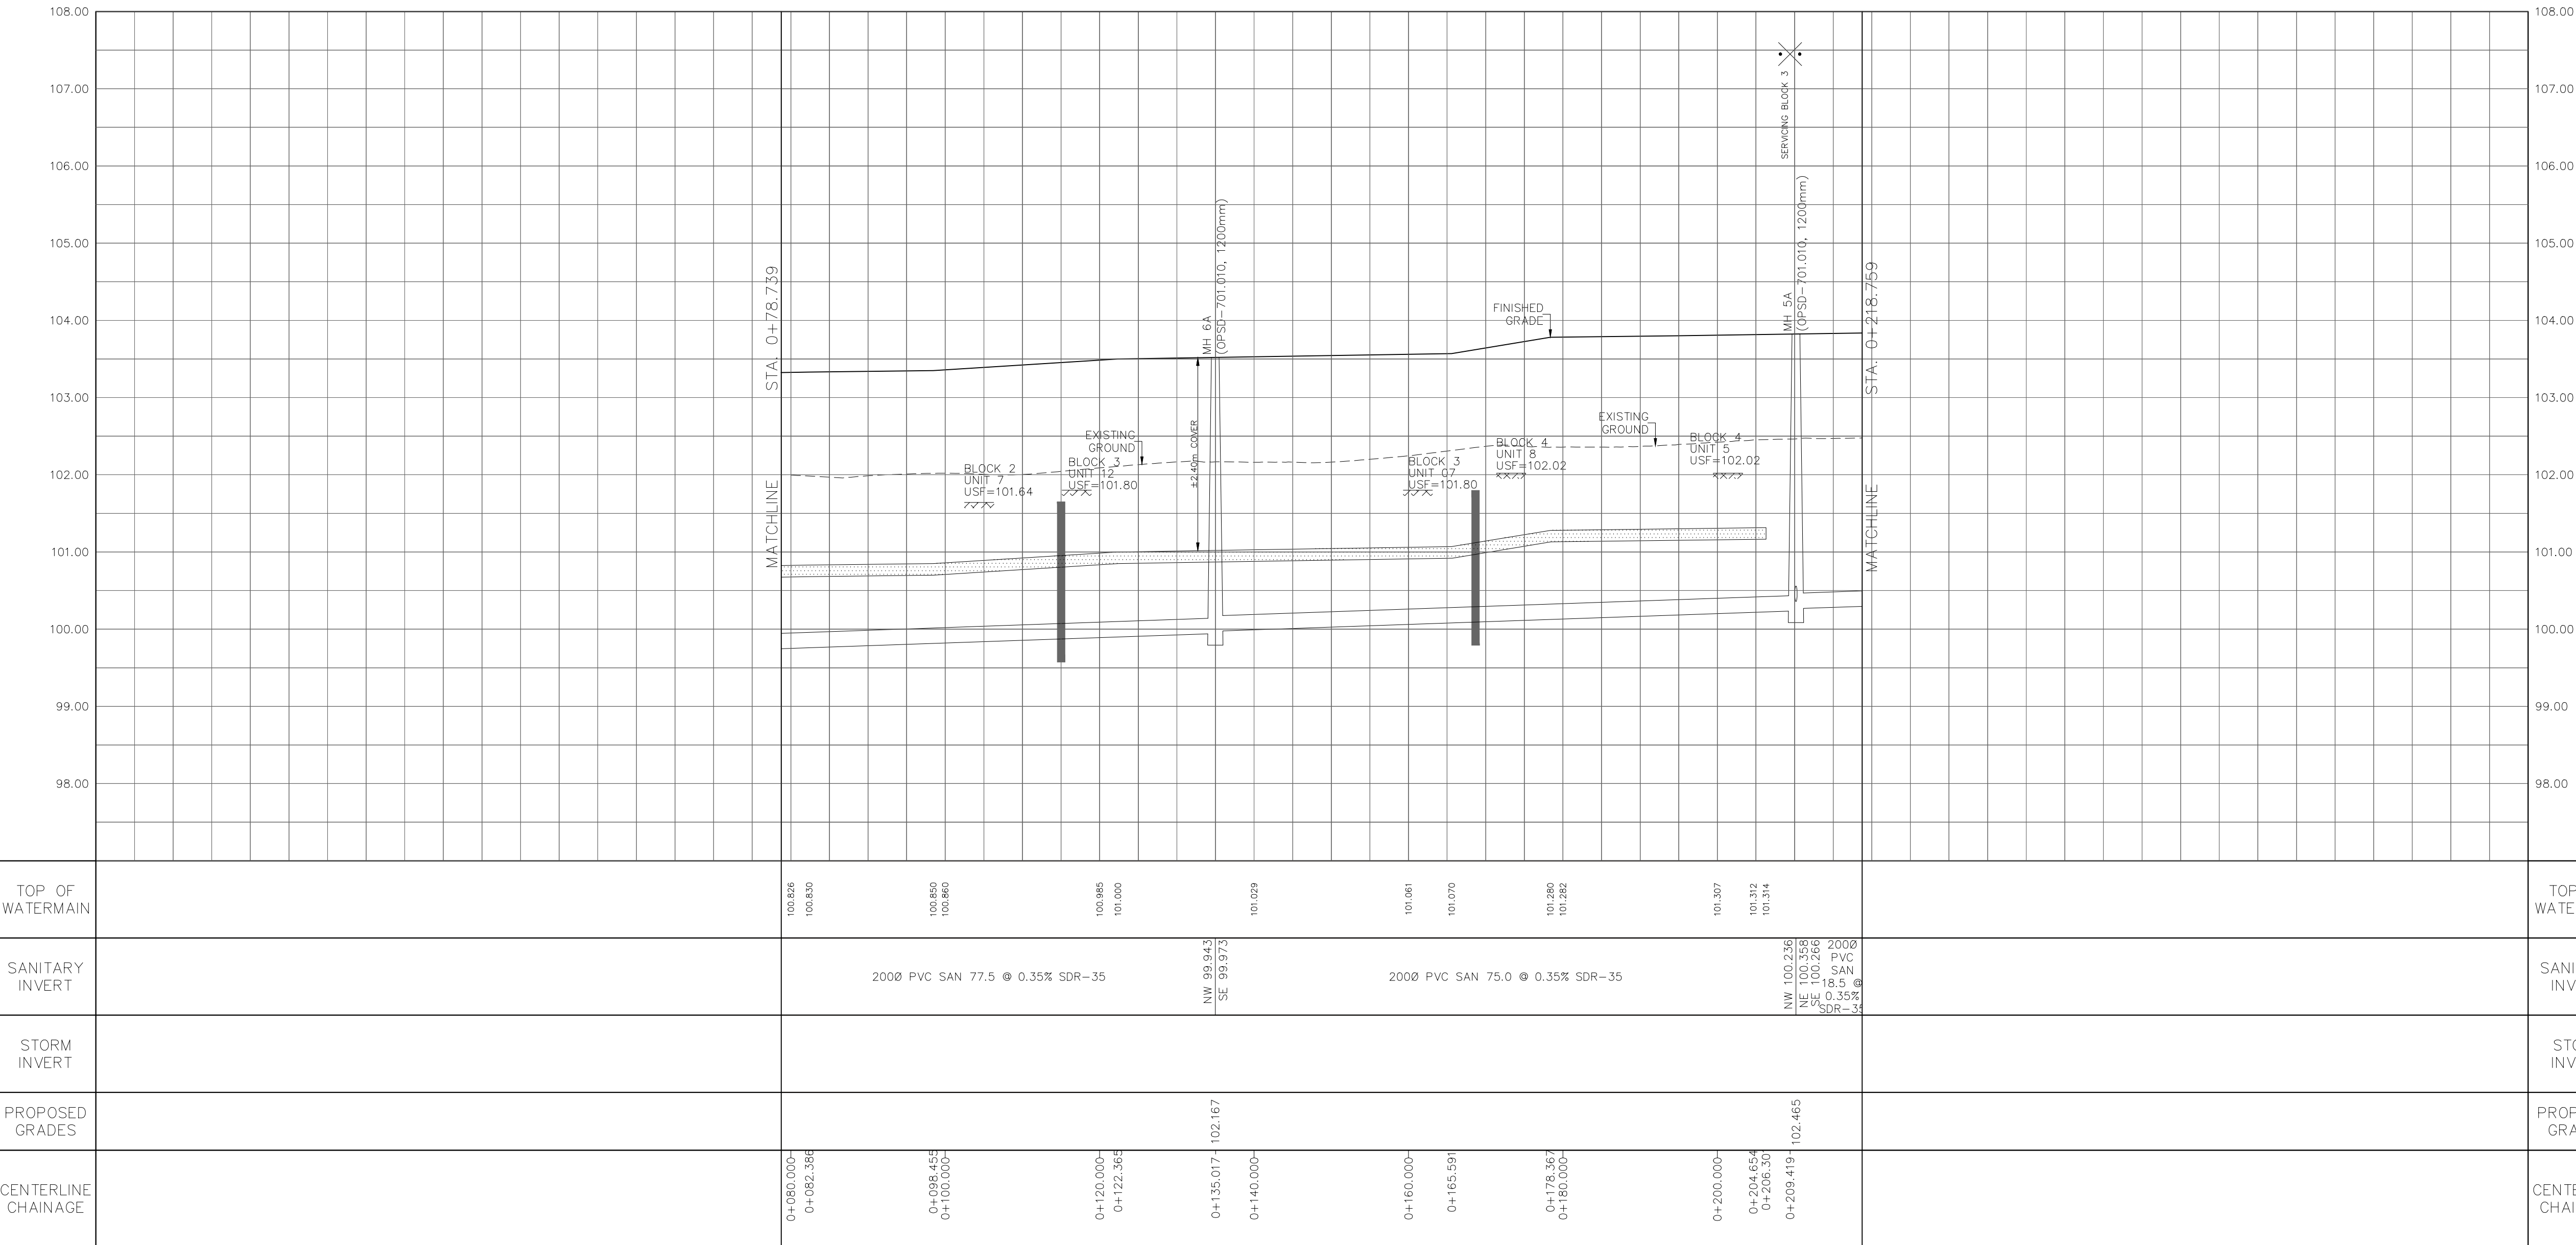 108.00
107.00
106.00
105.00
104.00
103.00
102.00
101.00
100.00
99.00
98.00
108.00
107.00
106.00
105.00
104.00
103.00
102.00
101.00
100.00
99.00
98.00
MATCHLINE STA. 0+78.739
MATCHLINE STA. 0+218.759
SERVICING BLOCK 3
MH 6A
(OPSD-701.010, 1200mm)
MH 5A
(OPSD-701.010, 1200mm)
FINISHED
GRADE
EXISTING
GROUND
EXISTING
GROUND
±2.40m COVER
BLOCK 2
UNIT 7
USF=101.64
BLOCK 3
UNIT 12
USF=101.80
BLOCK 3
UNIT 07
USF=101.80
BLOCK 4
UNIT 8
USF=102.02
BLOCK 4
UNIT 5
USF=102.02
TOP OF
WATERMAIN
100.826
100.830
100.850
100.860
100.985
101.000
101.029
101.061
101.070
101.280
101.282
101.307
101.312
101.314
TOP
WATE
SANITARY
INVERT
200Ø PVC SAN 77.5 @ 0.35% SDR-35
NW 99.943
SE 99.973
200Ø PVC SAN 75.0 @ 0.35% SDR-35
NW 100.236
NE 100.358
SE 100.266
200Ø
PVC
SAN
18.5 @
0.35%
SDR-35
SANI
INV
STORM
INVERT
STO
INV
PROPOSED
GRADES
102.167
102.465
PROP
GRA
CENTERLINE
CHAINAGE
0+080.000
0+082.386
0+098.455
0+100.000
0+120.000
0+122.365
0+135.017
0+140.000
0+160.000
0+165.591
0+178.367
0+180.000
0+200.000
0+204.654
0+206.301
0+209.419
CENTE
CHAI